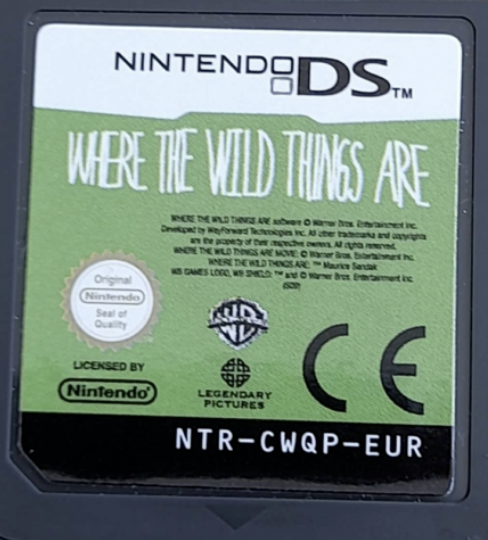 NINTENDO DS™
WHERE THE WILD THINGS ARE
WHERE THE WILD THINGS ARE software © Warner Bros. Entertainment Inc.
Developed by WayForward Technologies Inc. All other trademarks and copyrights
are the property of their respective owners. All rights reserved.
WHERE THE WILD THINGS ARE MOVIE: © Warner Bros. Entertainment Inc.
WHERE THE WILD THINGS ARE: ™ Maurice Sendak
WB GAMES LOGO, WB SHIELD: ™ and © Warner Bros. Entertainment Inc.
(s09)
Original
Nintendo
Seal of
Quality
LICENSED BY
Nintendo®
WB
LEGENDARY
PICTURES
CE
NTR-CWQP-EUR